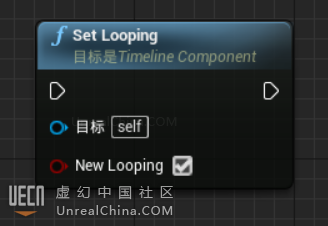 Set Looping
目标是Timeline Component
目标 self
New Looping
UECN 虚幻中国社区
UnrealChina.COM